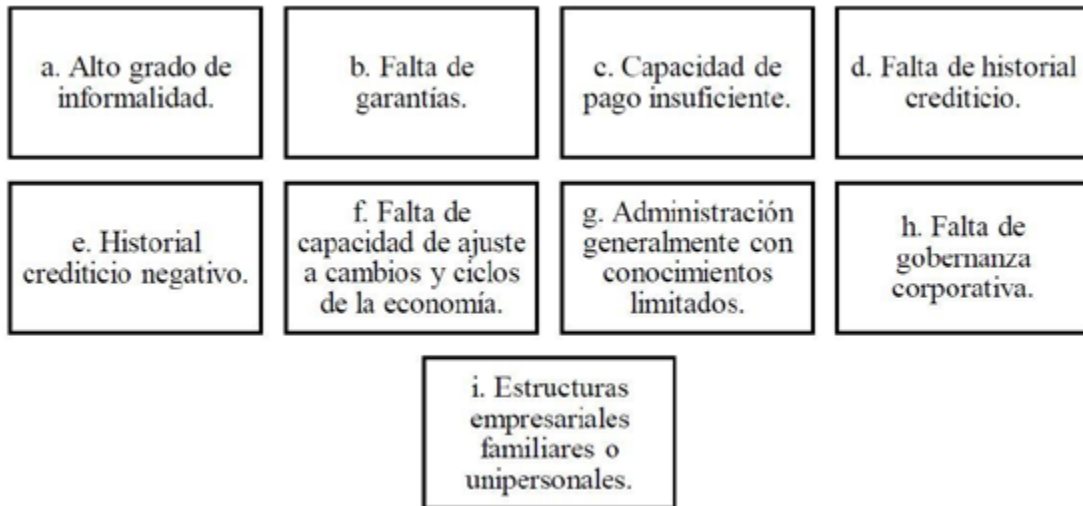 a. Alto grado de
informalidad.
b. Falta de
garantías.
c. Capacidad de
pago insuficiente.
d. Falta de historial
crediticio.
e. Historial
crediticio negativo.
f. Falta de
capacidad de ajuste
a cambios y ciclos
de la economía.
g. Administración
generalmente con
conocimientos
limitados.
h. Falta de
gobernanza
corporativa.
i. Estructuras
empresariales
familiares o
unipersonales.